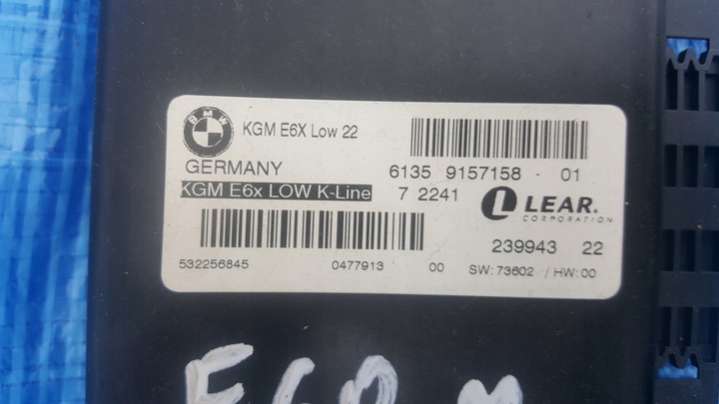 BMW
KGM E6X Low 22
GERMANY
6135 9157158 - 01
KGM E6x LOW K-Line
7 2241
L LEAR.
CORPORATION
239943 22
532256845 0477913 00 SW: 73602 / HW: 00